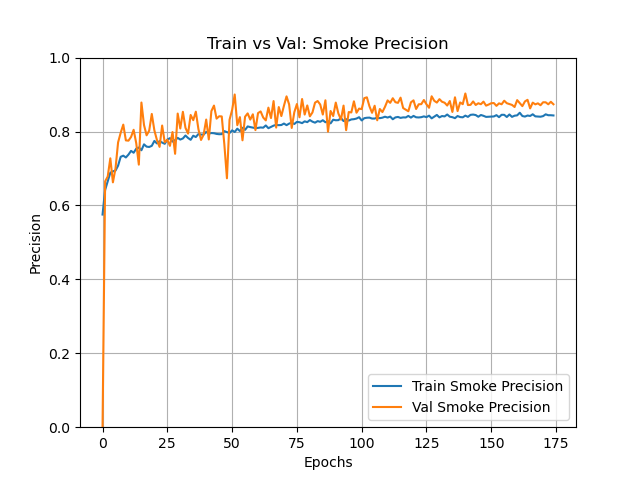 Train vs Val: Smoke Precision
1.0
0.8
0.6
0.4
0.2
0.0
Precision
0 25 50 75 100 125 150 175
Epochs
Train Smoke Precision
Val Smoke Precision